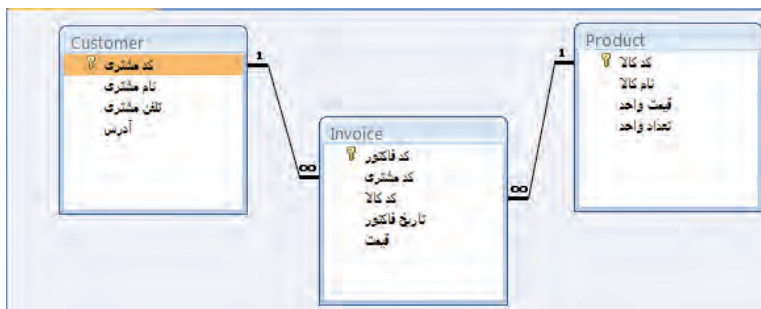 Customer
کد مشتری
نام مشتری
تلفن مشتری
آدرس
1
∞
Invoice
کد فاکتور
کد مشتری
کد کالا
تاریخ فاکتور
قیمت
1
∞
Product
کد کالا
نام کالا
قیمت واحد
تعداد واحد